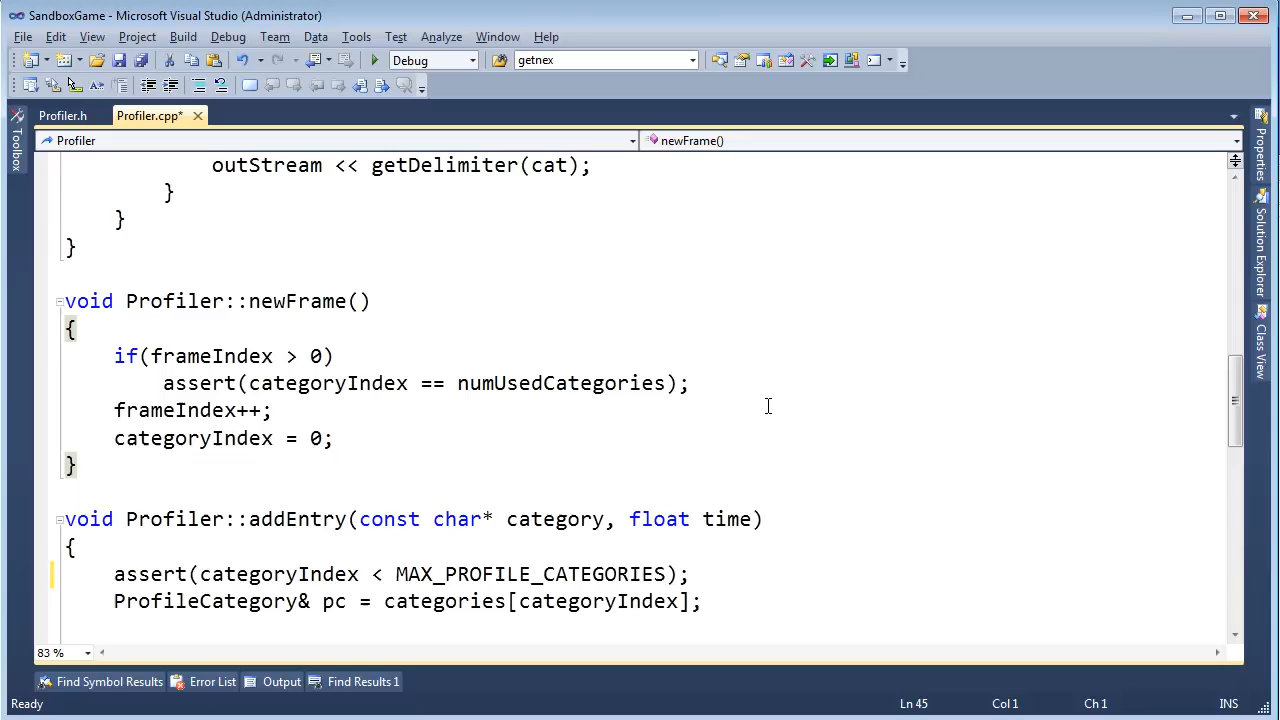 SandboxGame - Microsoft Visual Studio (Administrator)
File Edit View Project Build Debug Team Data Tools Test Analyze Window Help
Debug getnex
Profiler.h Profiler.cpp*
Profiler newFrame()
Toolbox
Properties
Solution Explorer
Class View
outStream << getDelimiter(cat);
}
}
}
void Profiler::newFrame()
{
if(frameIndex > 0)
assert(categoryIndex == numUsedCategories);
frameIndex++;
categoryIndex = 0;
}
void Profiler::addEntry(const char* category, float time)
{
assert(categoryIndex < MAX_PROFILE_CATEGORIES);
ProfileCategory& pc = categories[categoryIndex];
83 %
Find Symbol Results Error List Output Find Results 1
Ready Ln 45 Col 1 Ch 1 INS